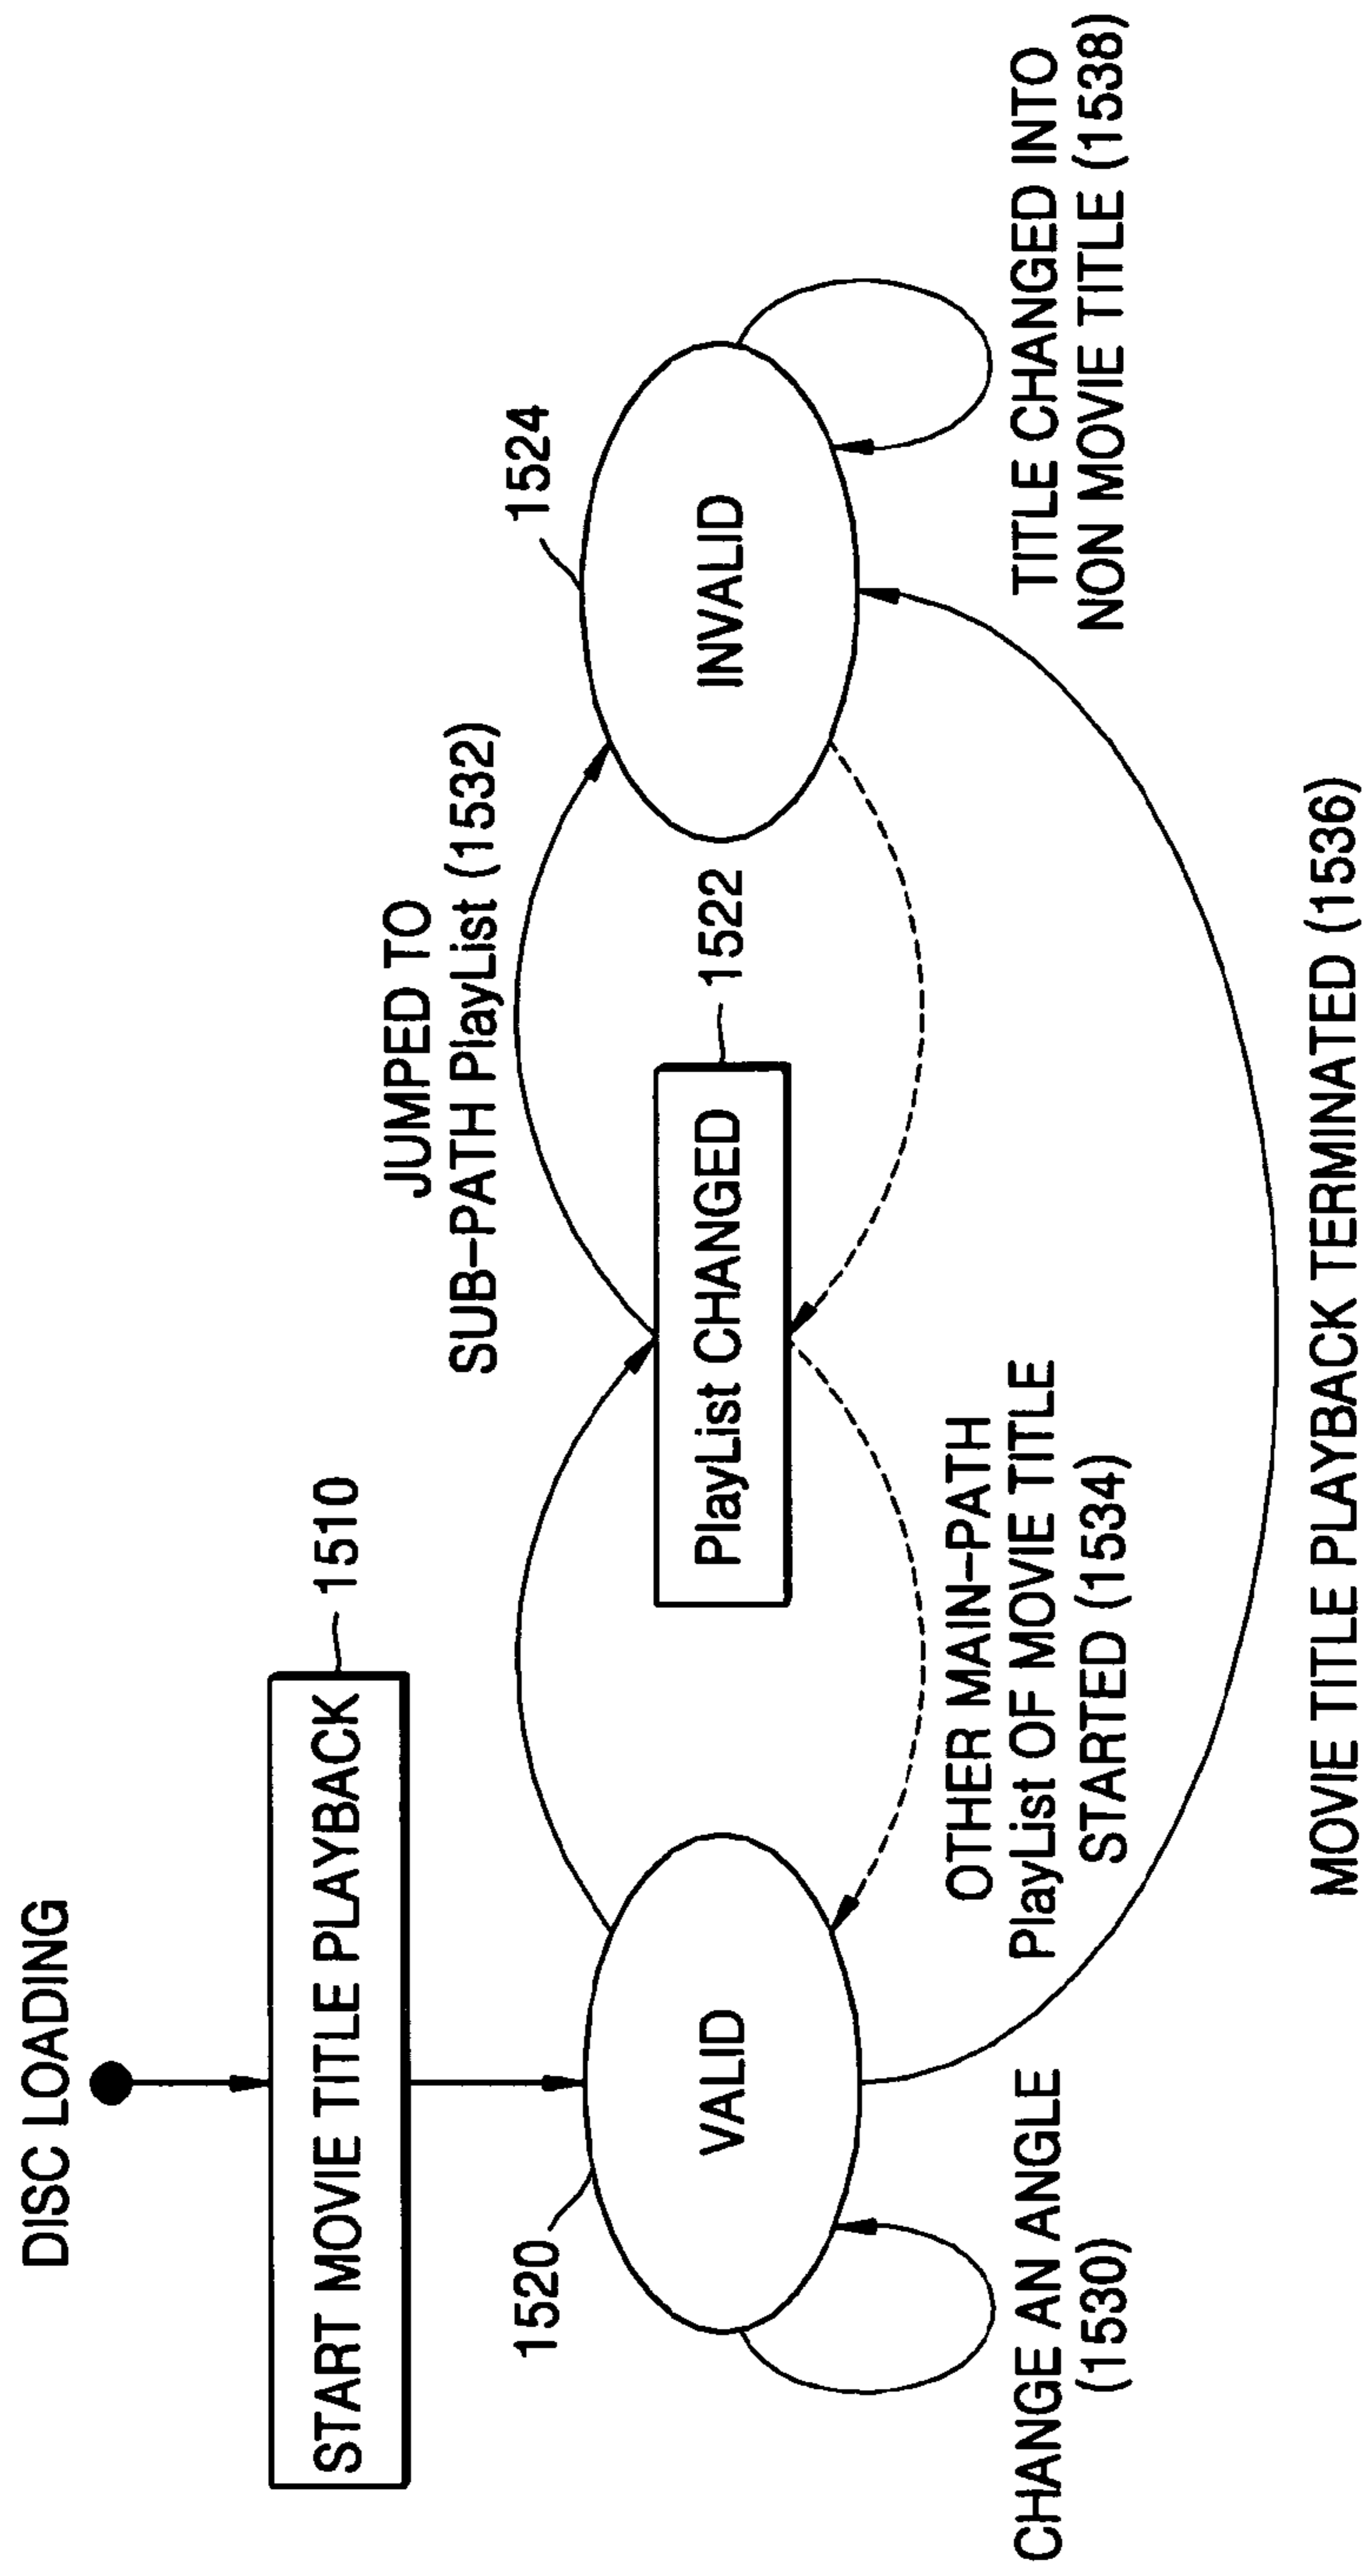 DISC LOADING
START MOVIE TITLE PLAYBACK
1510
JUMPED TO
SUB-PATH PlayList (1532)
1520
1524
VALID
PlayList CHANGED
1522
INVALID
OTHER MAIN-PATH
PlayList OF MOVIE TITLE
STARTED (1534)
CHANGE AN ANGLE
(1530)
TITLE CHANGED INTO
NON MOVIE TITLE (1538)
MOVIE TITLE PLAYBACK TERMINATED (1536)